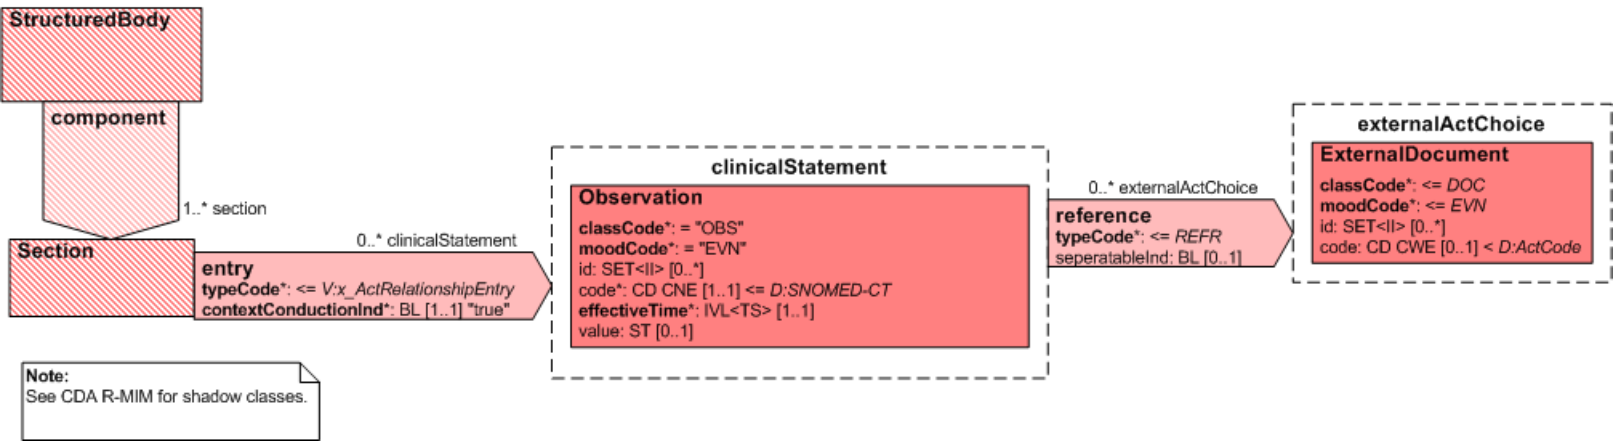 StructuredBody
component
1..* section
Section
0..* clinicalStatement
entry
typeCode*: <= V:x_ActRelationshipEntry
contextConductionInd*: BL [1..1] "true"
clinicalStatement
Observation
classCode*: = "OBS"
moodCode*: = "EVN"
id: SET<II> [0..*]
code*: CD CNE [1..1] <= D:SNOMED-CT
effectiveTime*: IVL<TS> [1..1]
value: ST [0..1]
0..* externalActChoice
reference
typeCode*: <= REFR
seperatableInd: BL [0..1]
externalActChoice
ExternalDocument
classCode*: <= DOC
moodCode*: <= EVN
id: SET<II> [0..*]
code: CD CWE [0..1] < D:ActCode
Note:
See CDA R-MIM for shadow classes.